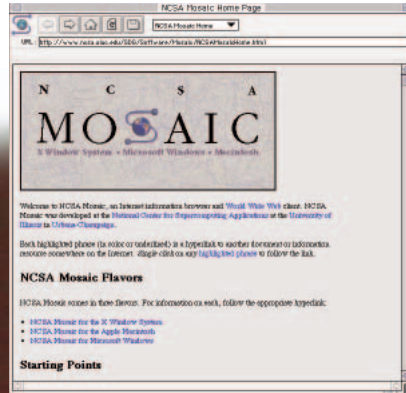 NCSA Mosaic Home Page
NCSA Mosaic Home
URL: http://www.ncsa.uiuc.edu/SDG/Software/Mosaic/NCSAMosaicHome.html
N C S A
MOSAIC
X Window System • Microsoft Windows • Macintosh
Welcome to NCSA Mosaic, an Internet information browser and World Wide Web client. NCSA
Mosaic was developed at the National Center for Supercomputing Applications at the University of
Illinois in Urbana-Champaign.
Each highlighted phrase (in color or underlined) is a hyperlink to another document or information
resource somewhere on the Internet. Single click on any highlighted phrase to follow the link.
NCSA Mosaic Flavors
NCSA Mosaic comes in three flavors. For information on each, follow the appropriate hyperlink:
• NCSA Mosaic for the X Window System
• NCSA Mosaic for the Apple Macintosh
• NCSA Mosaic for Microsoft Windows
Starting Points